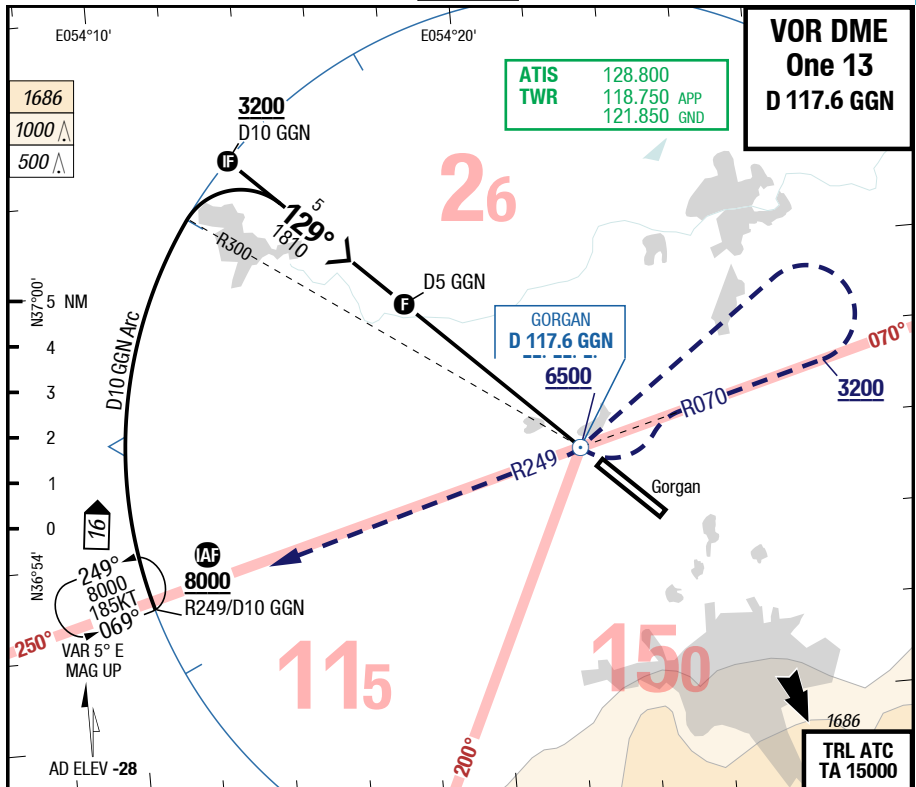 E054°10'
E054°20'
VOR DME
One 13
D 117.6 GGN
ATIS 128.800
TWR 118.750 APP
121.850 GND
1686
1000
500
3200
D10 GGN
IF
26
5
129°
1810
R300
D5 GGN
F
N37°00'
5 NM
4
3
2
1
0
N36°54'
D10 GGN Arc
GORGAN
D 117.6 GGN
6500
070°
3200
R070
R249
Gorgan
16
IAF
8000
R249/D10 GGN
249°
8000
185KT
069°
250°
VAR 5° E
MAG UP
115
150
200°
1686
AD ELEV -28
TRL ATC
TA 15000